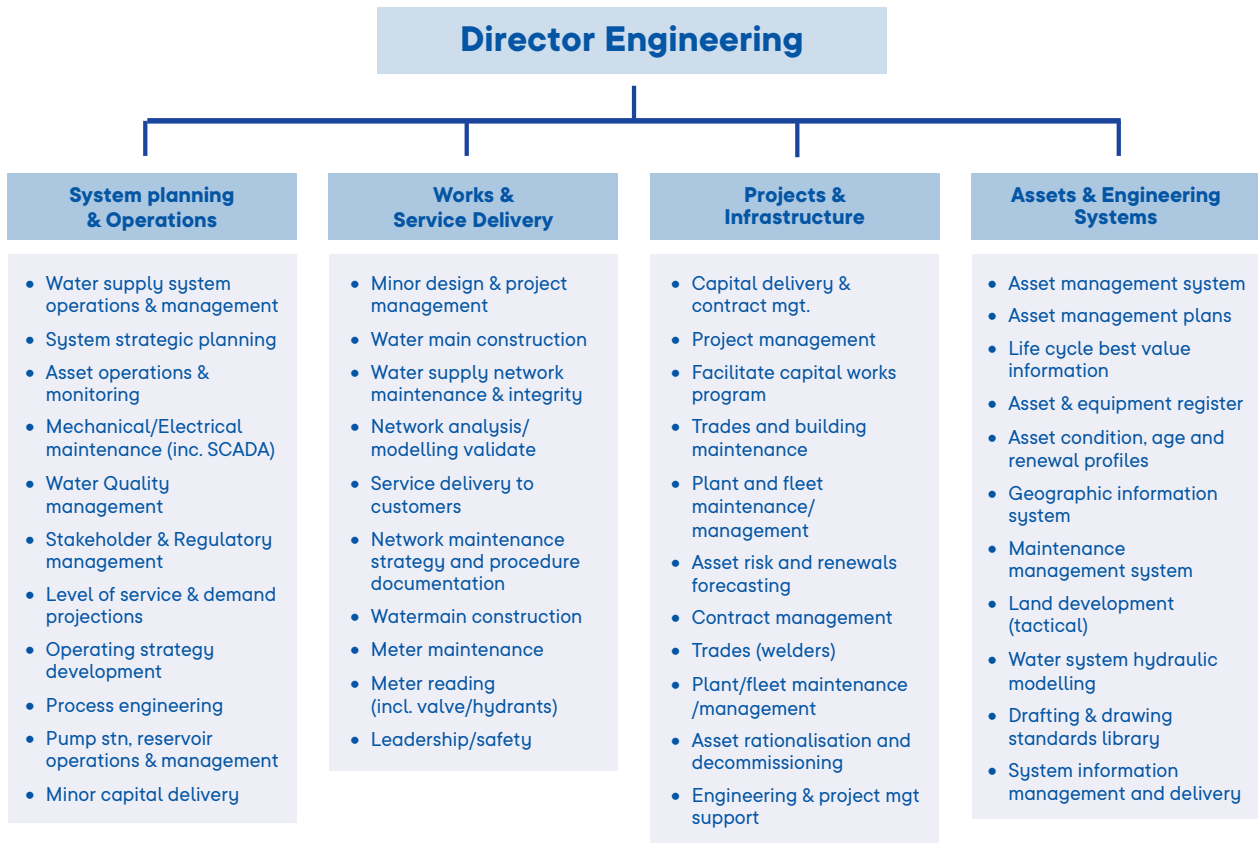 Director Engineering
System planning
& Operations
• Water supply system
operations & management
• System strategic planning
• Asset operations &
monitoring
• Mechanical/Electrical
maintenance (inc. SCADA)
• Water Quality
management
• Stakeholder & Regulatory
management
• Level of service & demand
projections
• Operating strategy
development
• Process engineering
• Pump stn, reservoir
operations & management
• Minor capital delivery
Works &
Service Delivery
• Minor design & project
management
• Water main construction
• Water supply network
maintenance & integrity
• Network analysis/
modelling validate
• Service delivery to
customers
• Network maintenance
strategy and procedure
documentation
• Watermain construction
• Meter maintenance
• Meter reading
(incl. valve/hydrants)
• Leadership/safety
Projects &
Infrastructure
• Capital delivery &
contract mgt.
• Project management
• Facilitate capital works
program
• Trades and building
maintenance
• Plant and fleet
maintenance/
management
• Asset risk and renewals
forecasting
• Contract management
• Trades (welders)
• Plant/fleet maintenance
/management
• Asset rationalisation and
decommissioning
• Engineering & project mgt
support
Assets & Engineering
Systems
• Asset management system
• Asset management plans
• Life cycle best value
information
• Asset & equipment register
• Asset condition, age and
renewal profiles
• Geographic information
system
• Maintenance
management system
• Land development
(tactical)
• Water system hydraulic
modelling
• Drafting & drawing
standards library
• System information
management and delivery